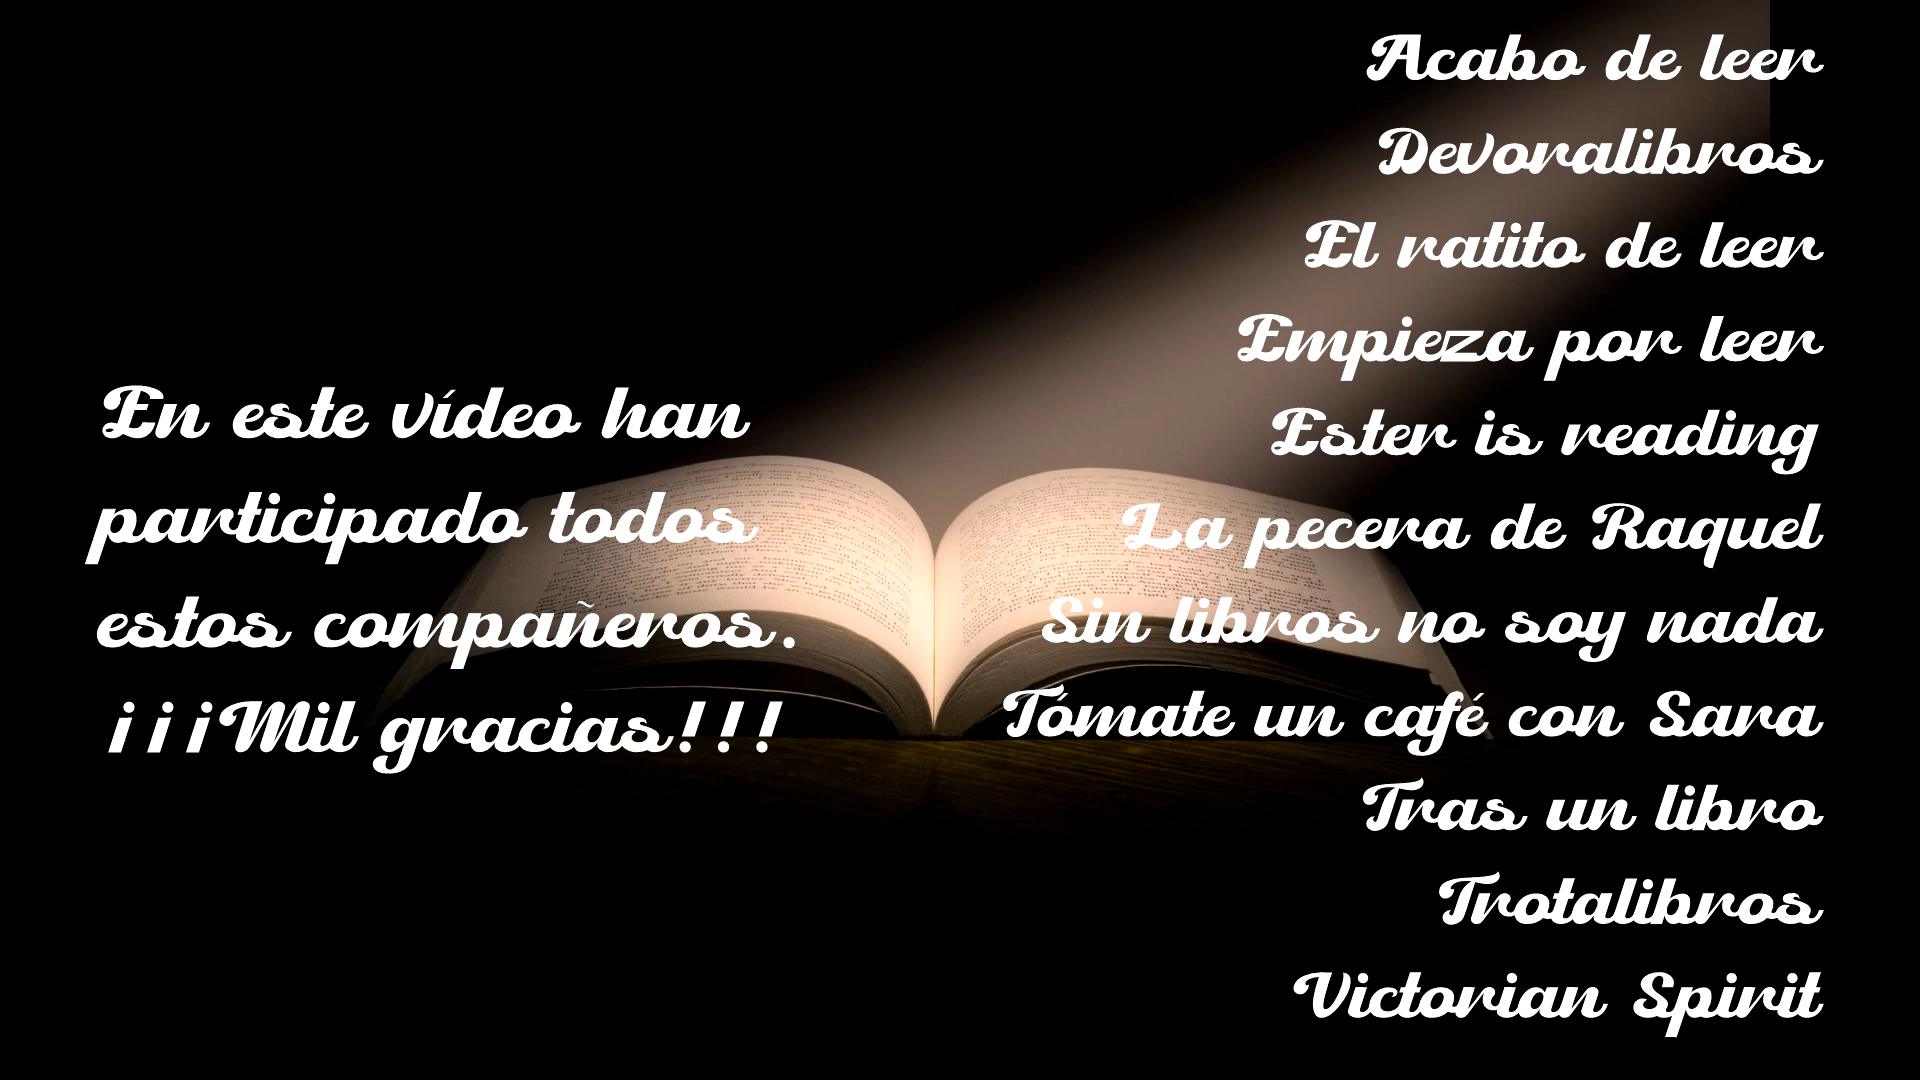 En este vídeo han
participado todos
estos compañeros.
¡¡¡Mil gracias!!!
Acabo de leer
Devoralibros
El ratito de leer
Empieza por leer
Ester is reading
La pecera de Raquel
Sin libros no soy nada
Tómate un café con Sara
Tras un libro
Trotalibros
Victorian Spirit